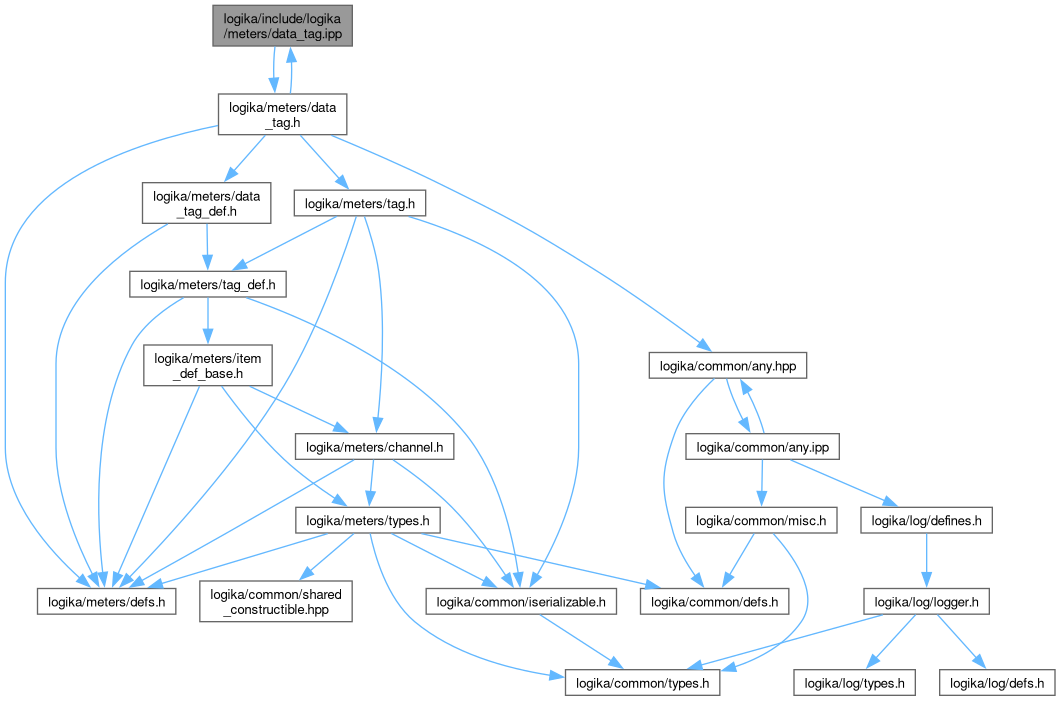 logika/include/logika
/meters/data_tag.ipp
logika/meters/data
_tag.h
logika/meters/data
_tag_def.h
logika/meters/tag.h
logika/meters/tag_def.h
logika/meters/item
_def_base.h
logika/common/any.hpp
logika/meters/channel.h
logika/common/any.ipp
logika/meters/types.h
logika/common/misc.h
logika/log/defines.h
logika/meters/defs.h
logika/common/shared
_constructible.hpp
logika/common/iserializable.h
logika/common/defs.h
logika/log/logger.h
logika/common/types.h
logika/log/types.h
logika/log/defs.h